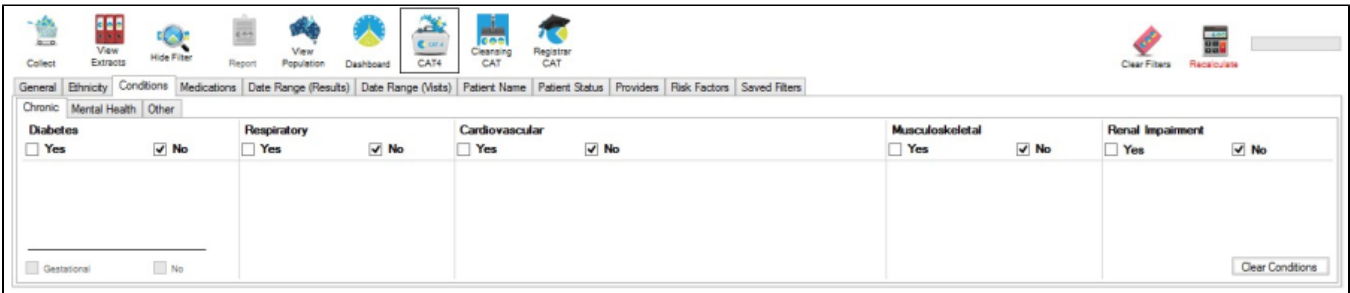 Collect
View Extracts
Hide Filter
Report
View Population
Dashboard
CAT 4
CAT4
Cleansing CAT
Registrar CAT
Clear Filters
Recalculate
General Ethnicity Conditions Medications Date Range (Results) Date Range (Visits) Patient Name Patient Status Providers Risk Factors Saved Filters
Chronic Mental Health Other
Diabetes Respiratory Cardiovascular Musculoskeletal Renal Impairment
Yes No Yes No Yes No Yes No Yes No
Gestational No Clear Conditions